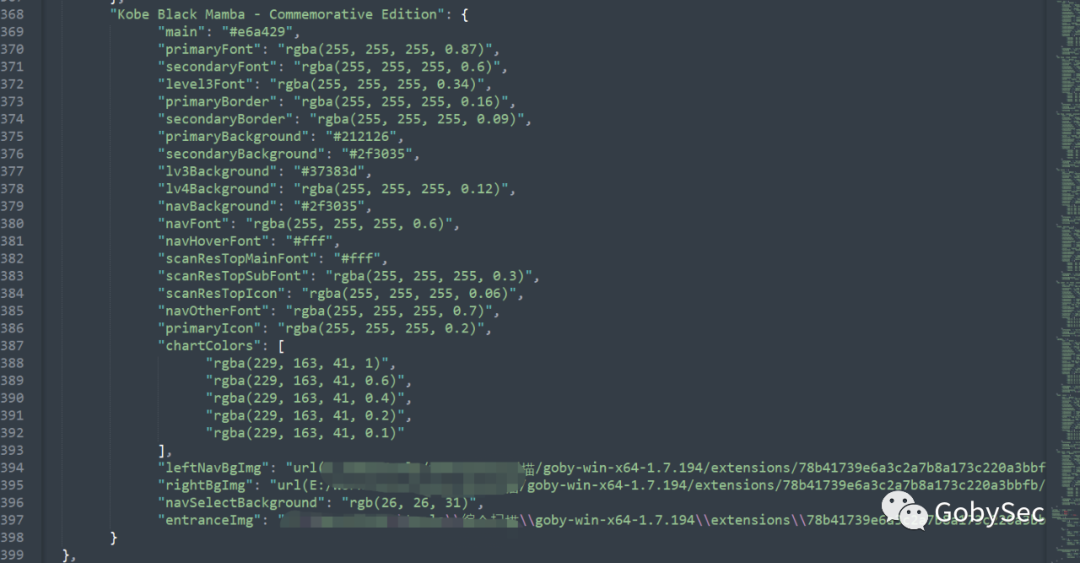 368 "Kobe Black Mamba - Commemorative Edition": {
369 "main": "#e6a429",
370 "primaryFont": "rgba(255, 255, 255, 0.87)",
371 "secondaryFont": "rgba(255, 255, 255, 0.6)",
372 "level3Font": "rgba(255, 255, 255, 0.34)",
373 "primaryBorder": "rgba(255, 255, 255, 0.16)",
374 "secondaryBorder": "rgba(255, 255, 255, 0.09)",
375 "primaryBackground": "#212126",
376 "secondaryBackground": "#2f3035",
377 "lv3Background": "#37383d",
378 "lv4Background": "rgba(255, 255, 255, 0.12)",
379 "navBackground": "#2f3035",
380 "navFont": "rgba(255, 255, 255, 0.6)",
381 "navHoverFont": "#fff",
382 "scanResTopMainFont": "#fff",
383 "scanResTopSubFont": "rgba(255, 255, 255, 0.3)",
384 "scanResTopIcon": "rgba(255, 255, 255, 0.06)",
385 "navOtherFont": "rgba(255, 255, 255, 0.7)",
386 "primaryIcon": "rgba(255, 255, 255, 0.2)",
387 "chartColors": [
388 "rgba(229, 163, 41, 1)",
389 "rgba(229, 163, 41, 0.6)",
390 "rgba(229, 163, 41, 0.4)",
391 "rgba(229, 163, 41, 0.2)",
392 "rgba(229, 163, 41, 0.1)"
393 ],
394 "leftNavBgImg": "url( /goby-win-x64-1.7.194/extensions/78b41739e6a3c2a7b8a173c220a3bbf
395 "rightBgImg": "url(E:/ /goby-win-x64-1.7.194/extensions/78b41739e6a3c2a7b8a173c220a3bbfb/
396 "navSelectBackground": "rgb(26, 26, 31)",
397 "entranceImg": " \\goby-win-x64-1.7.194\\extensions\\78b41739e6a3c2a7b8a173c220a3bb
398 }
399 },
GobySec